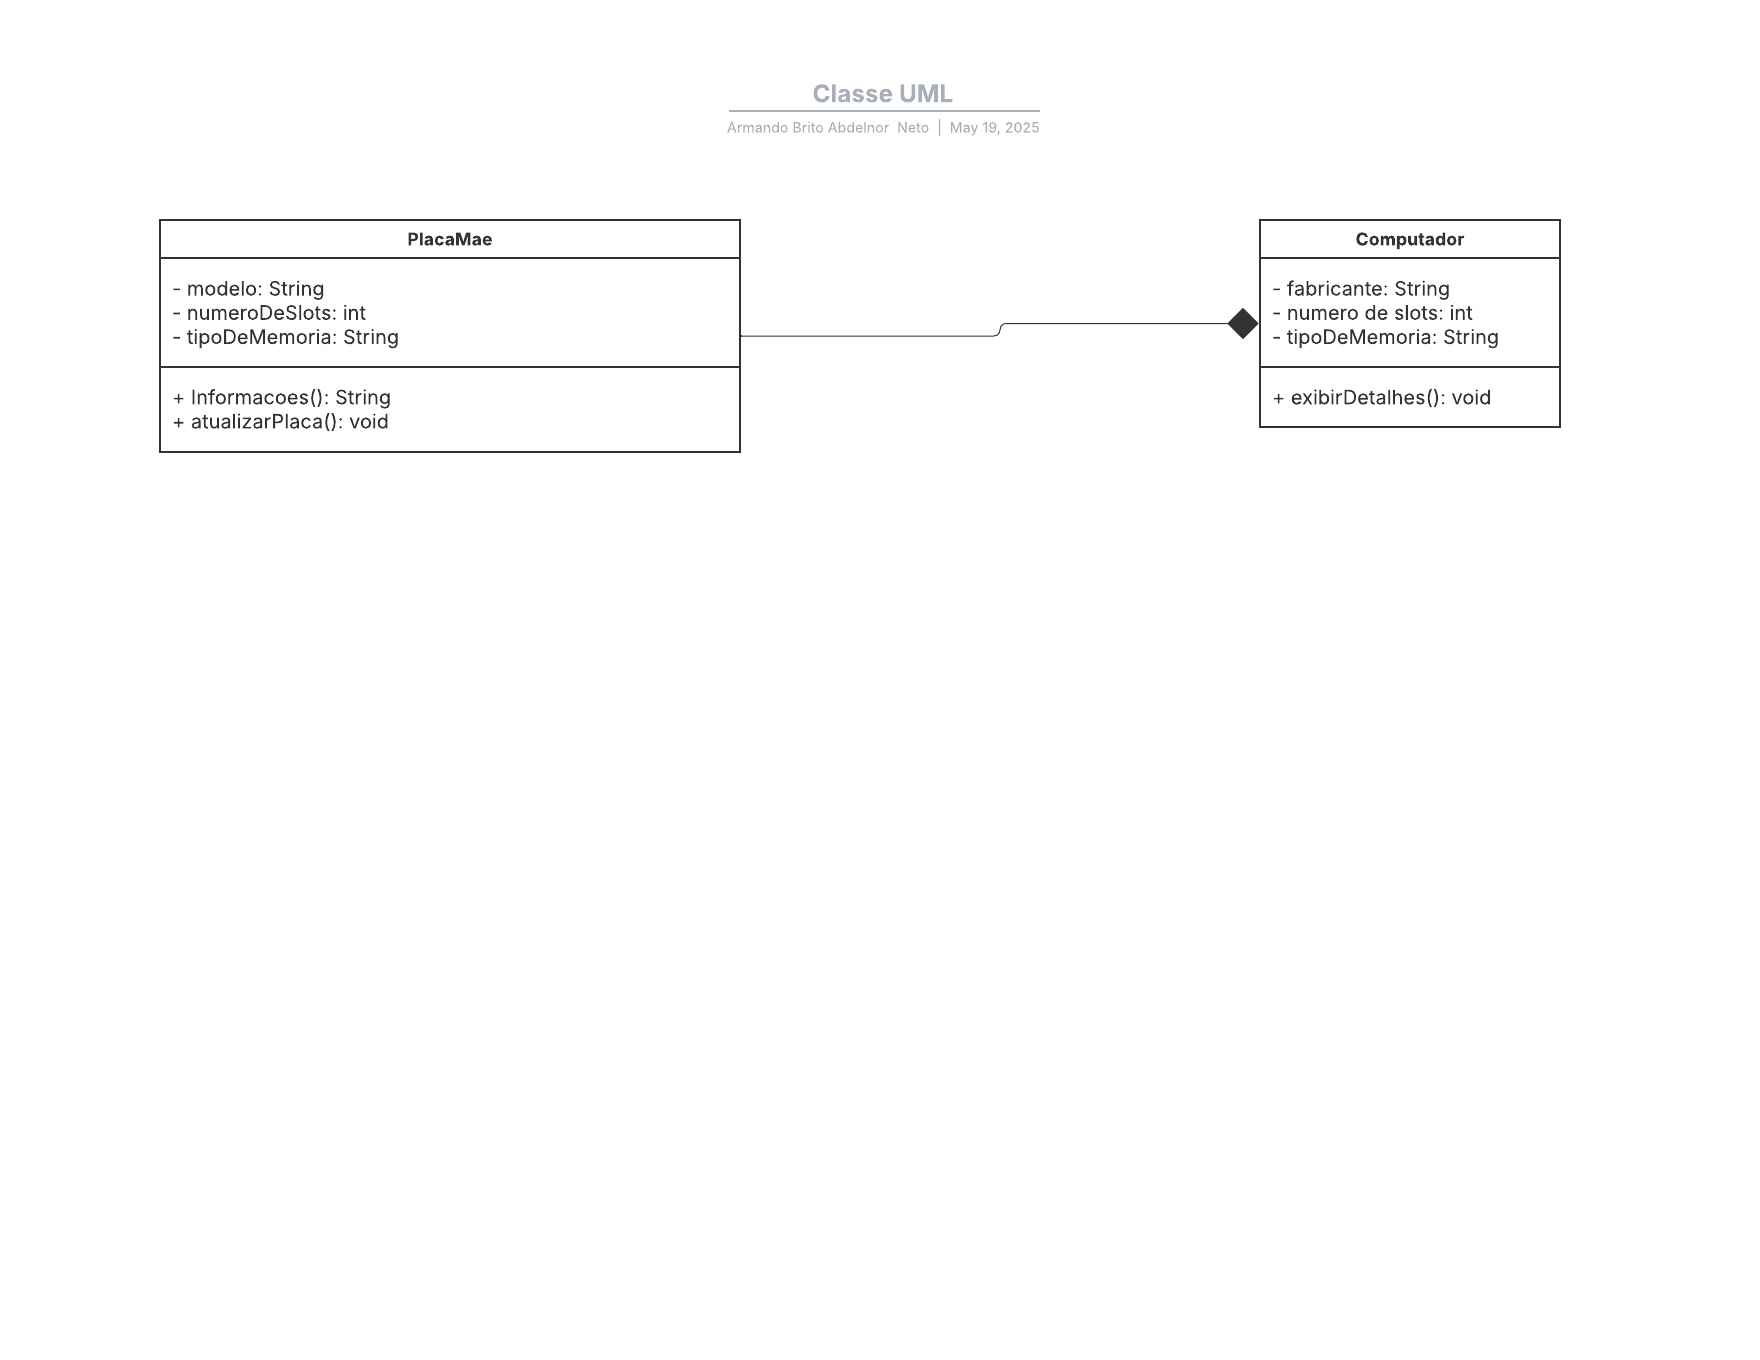 Classe UML
Armando Brito Abdelnor Neto | May 19, 2025
PlacaMae
- modelo: String
- numeroDeSlots: int
- tipoDeMemoria: String
+ Informacoes(): String
+ atualizarPlaca(): void
Computador
- fabricante: String
- numero de slots: int
- tipoDeMemoria: String
+ exibirDetalhes(): void